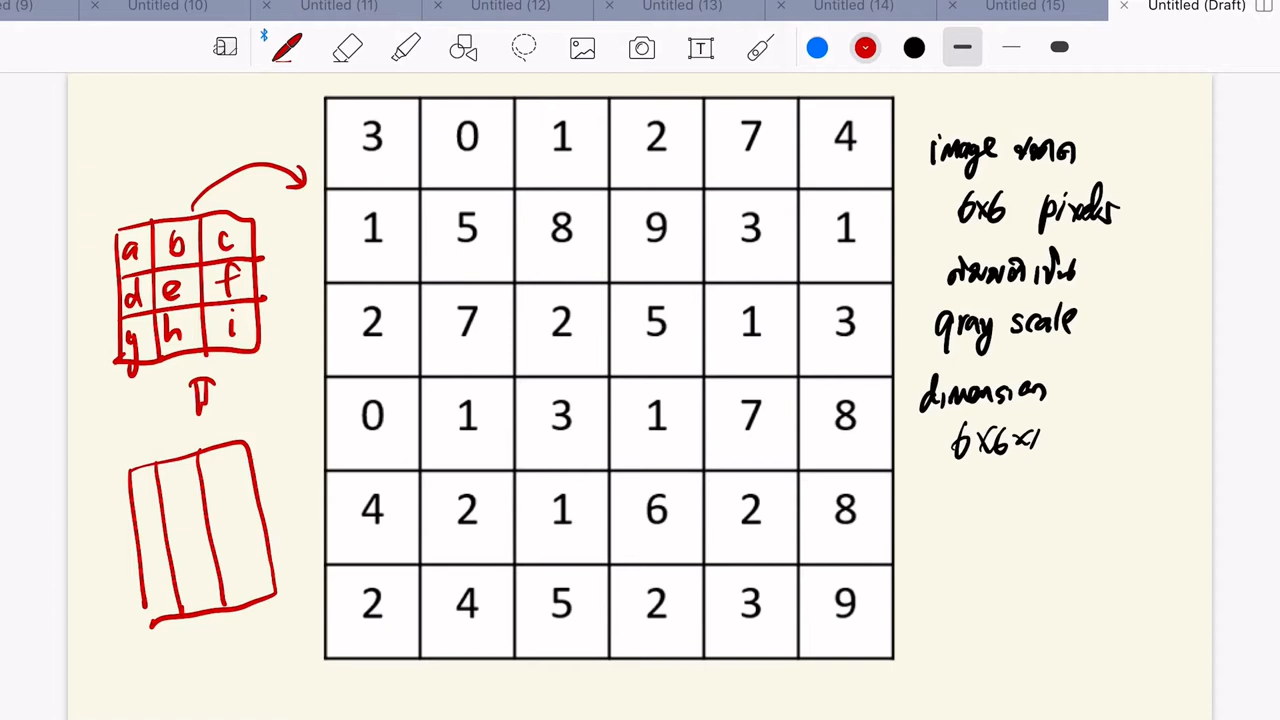 ed (9)
Untitled (10)
Untitled (11)
Untitled (12)
Untitled (13)
Untitled (14)
Untitled (15)
Untitled (Draft)
3 0 1 2 7 4
1 5 8 9 3 1
2 7 2 5 1 3
0 1 3 1 7 8
4 2 1 6 2 8
2 4 5 2 3 9
a b c
d e f
g h i
image ขนาด
6x6 pixels
สมมติเป็น
gray scale
dimension
6x6x1